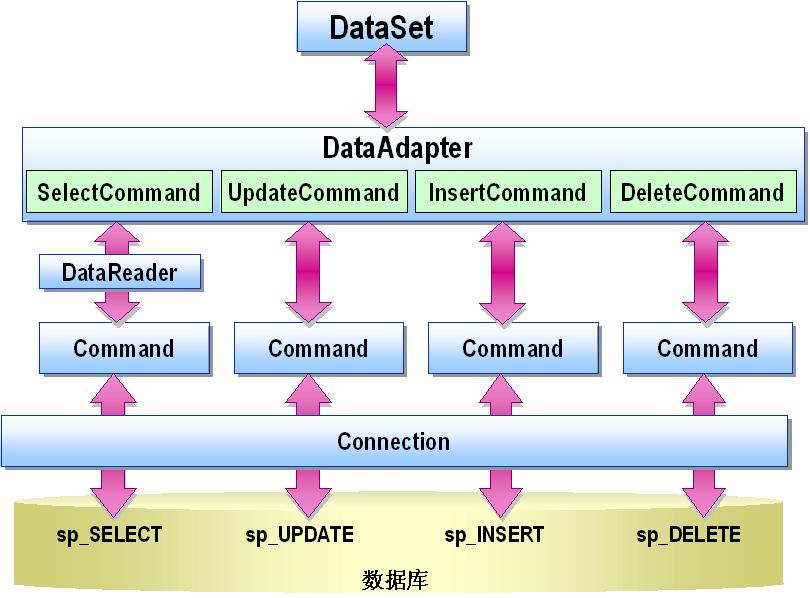 DataSet
DataAdapter
SelectCommand UpdateCommand InsertCommand DeleteCommand
DataReader
Command Command Command Command
Connection
sp_SELECT sp_UPDATE sp_INSERT sp_DELETE
数据库